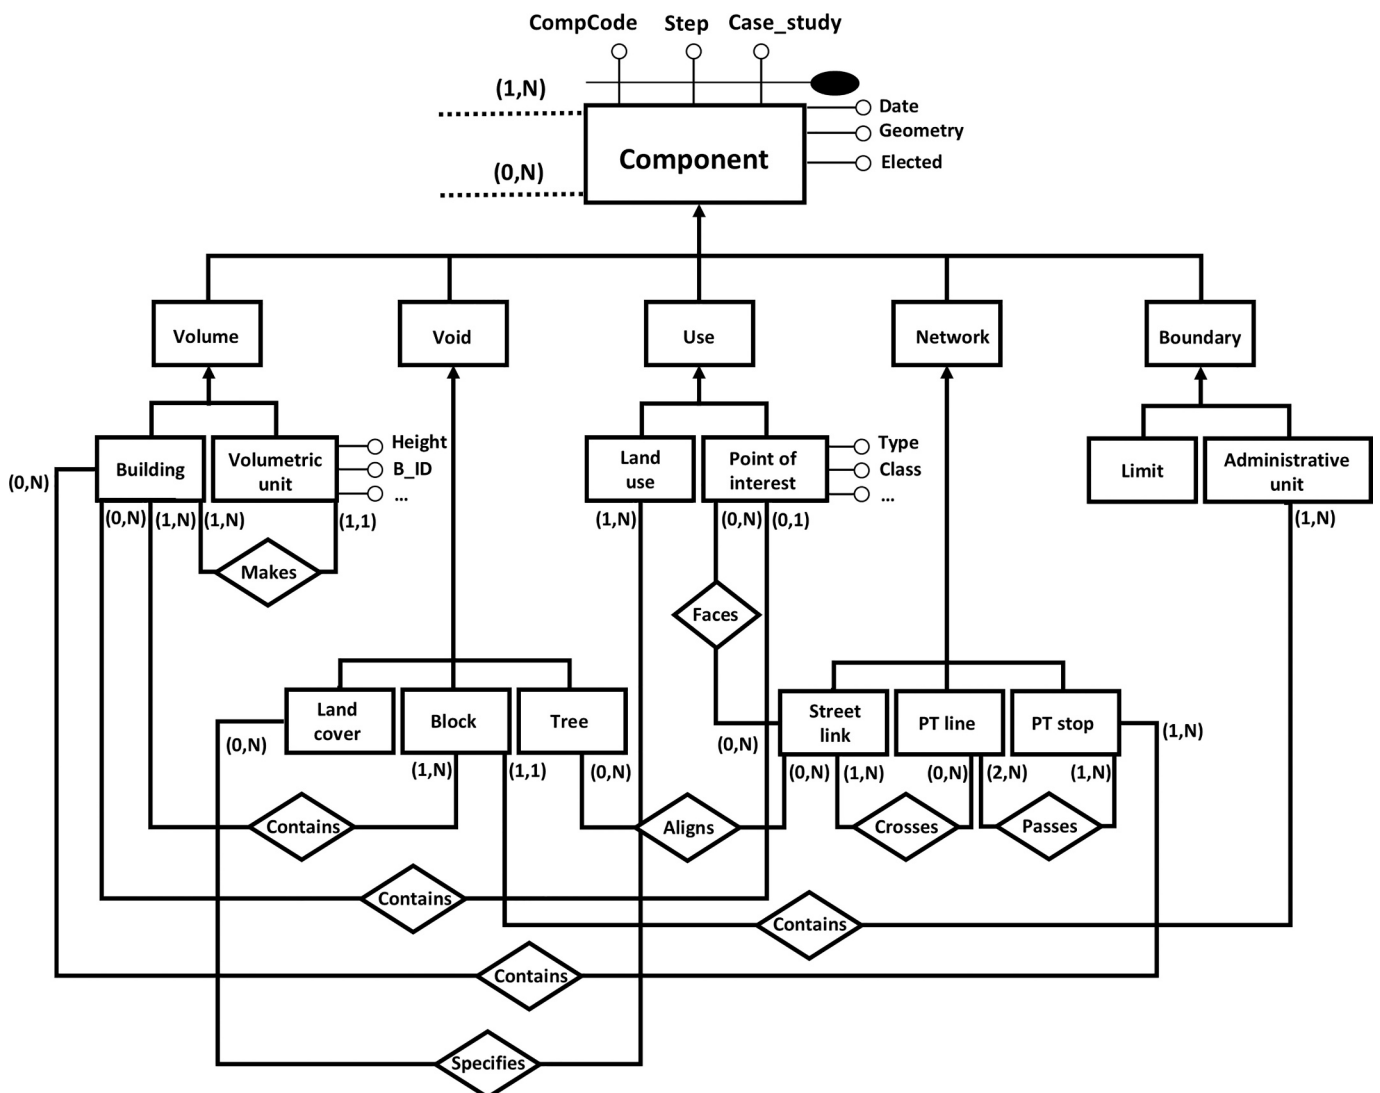 CompCode Step Case_study
(1,N)
Date
Geometry
Component
Elected
(0,N)
Volume Void Use Network Boundary
Height
B_ID
...
Building
Volumetric
unit
Land
use
Point of
interest
Type
Class
...
Limit
Administrative
unit
(0,N)
(0,N) (1,N) (1,N) (1,1)
(1,N) (0,N) (0,1)
(1,N)
Makes
Faces
Land
cover
Block
Tree
Street
link
PT line
PT stop
(0,N)
(0,N)
(1,N)
(1,N) (1,1) (0,N)
(0,N) (1,N) (0,N) (2,N) (1,N)
Contains
Aligns
Crosses
Passes
Contains
Contains
Contains
Specifies